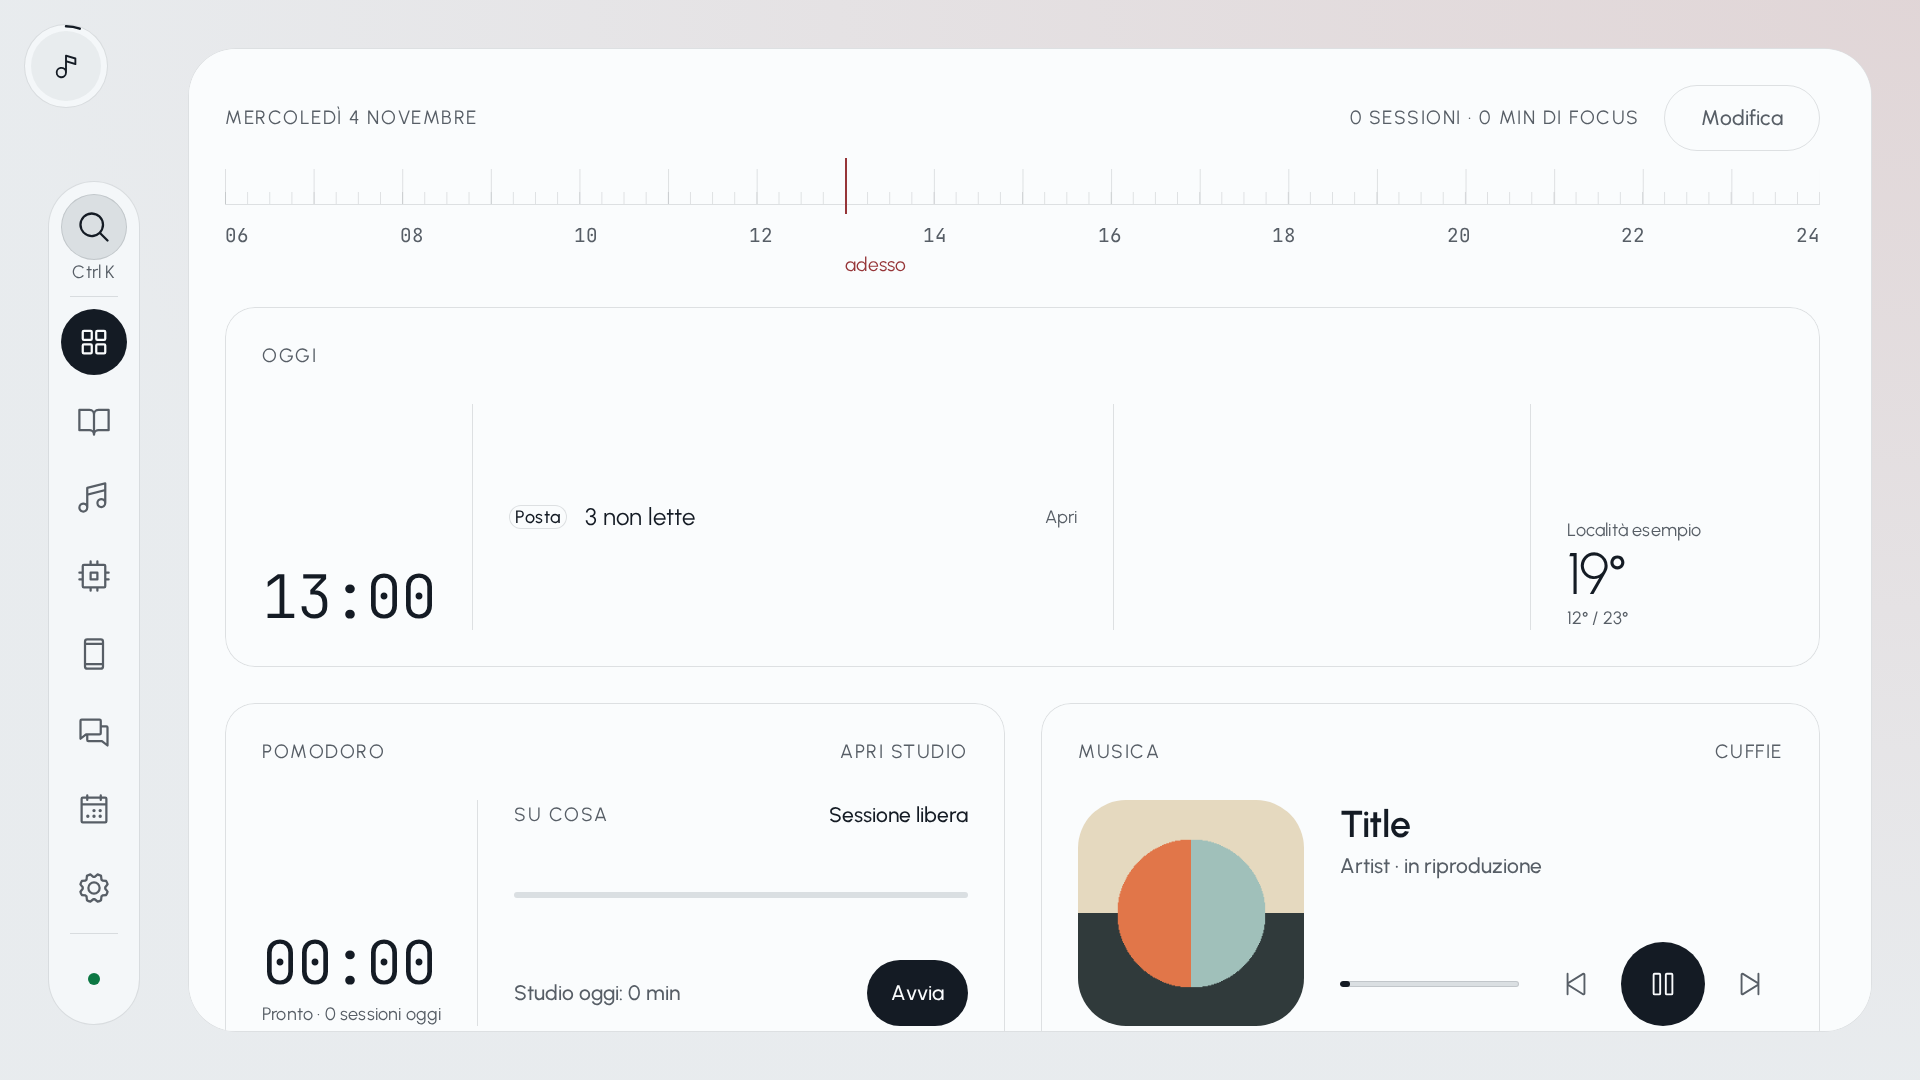 MERCOLEDÌ 4 NOVEMBRE
0 SESSIONI · 0 MIN DI FOCUS
Modifica
06 08 10 12 14 16 18 20 22 24
adesso
Ctrl K
OGGI
13:00
Posta 3 non lette
Apri
Località esempio
19°
12° / 23°
POMODORO
APRI STUDIO
00:00
Pronto · 0 sessioni oggi
SU COSA
Sessione libera
Studio oggi: 0 min
Avvia
MUSICA
CUFFIE
Title
Artist · in riproduzione